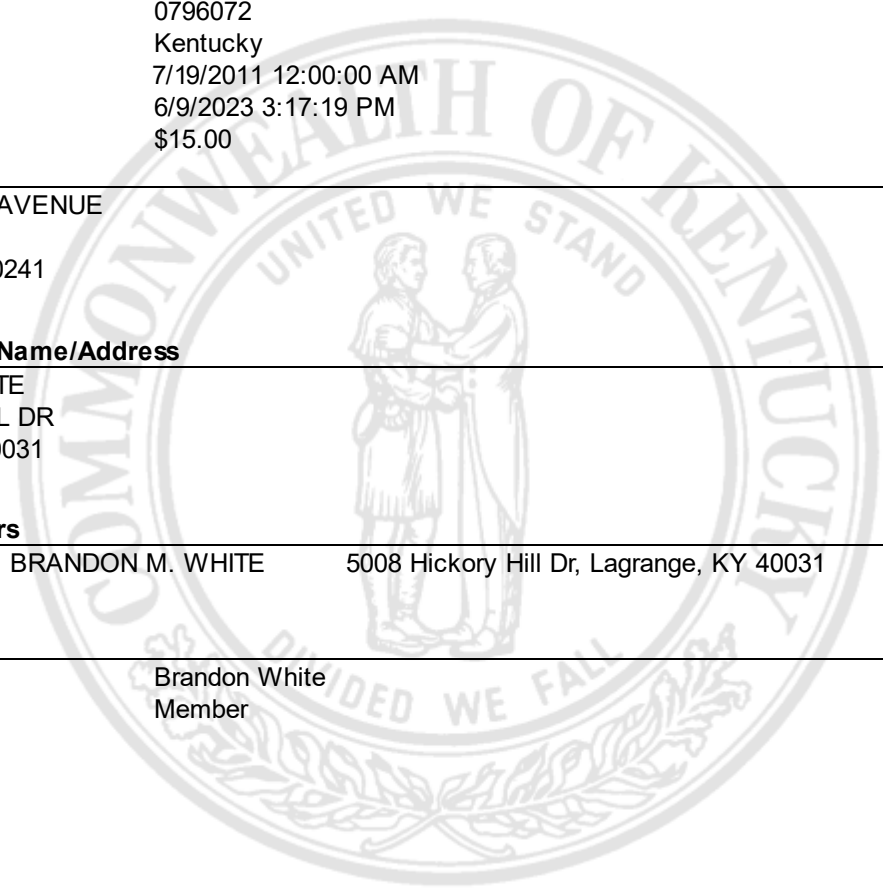 0796072
Kentucky
7/19/2011 12:00:00 AM
6/9/2023 3:17:19 PM
$15.00
AVENUE
0241
Name/Address
TE
L DR
0031
rs
BRANDON M. WHITE 5008 Hickory Hill Dr, Lagrange, KY 40031
Brandon White
Member
COMMONWEALTH OF KENTUCKY
UNITED WE STAND
DIVIDED WE FALL